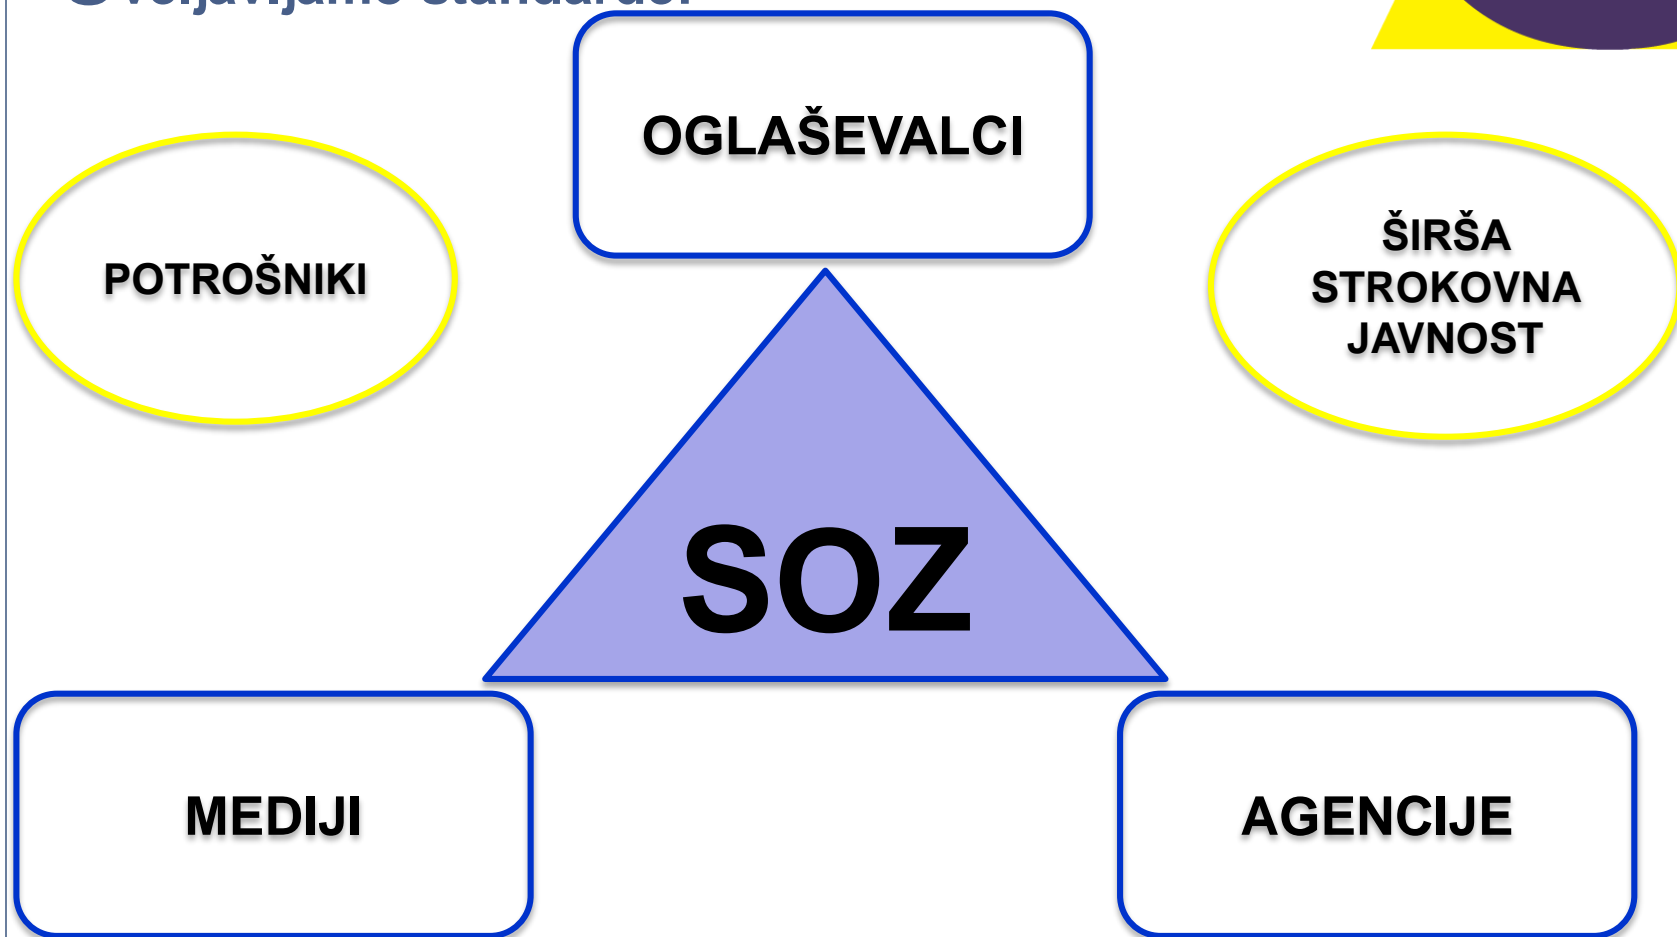 OGLAŠEVALCI
POTROŠNIKI
ŠIRŠA
STROKOVNA
JAVNOST
SOZ
MEDIJI
AGENCIJE